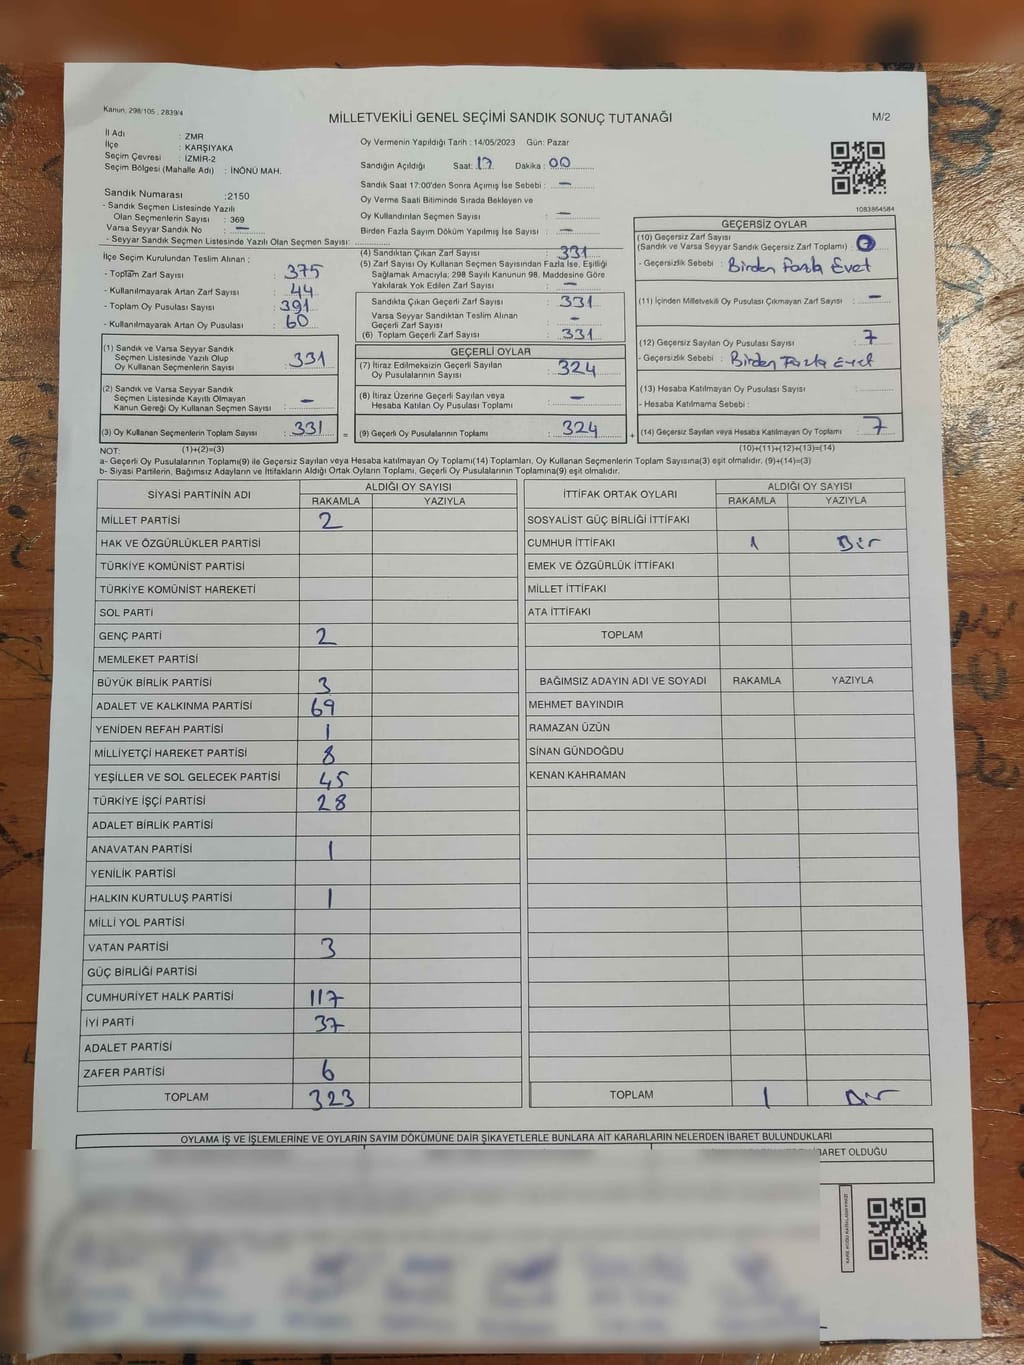 Kanun, 298/105 , 2839/4
MİLLETVEKİLİ GENEL SEÇİMİ SANDIK SONUÇ TUTANAĞI
M/2
İl Adı : ZMR
İlçe : KARŞIYAKA
Seçim Çevresi : İZMİR-2
Seçim Bölgesi (Mahalle Adı) : İNÖNÜ MAH.
Sandık Numarası :2150
- Sandık Seçmen Listesinde Yazılı
Olan Seçmenlerin Sayısı : 369
Varsa Seyyar Sandık No : —
- Seyyar Sandık Seçmen Listesinde Yazılı Olan Seçmen Sayısı:
Oy Vermenin Yapıldığı Tarih : 14/05/2023 Gün: Pazar
Sandığın Açıldığı Saat: 17 Dakika : 00
Sandık Saat 17:00'den Sonra Açımış İse Sebebi : —
Oy Verme Saati Bitiminde Sırada Bekleyen ve
Oy Kullandırılan Seçmen Sayısı : —
Birden Fazla Sayım Döküm Yapılmış İse Sayısı : —
1083864584
İlçe Seçim Kurulundan Teslim Alınan :
- Toplam Zarf Sayısı : 375
- Kullanılmayarak Artan Zarf Sayısı : 44
- Toplam Oy Pusulası Sayısı : 391
- Kullanılmayarak Artan Oy Pusulası : 60
(1) Sandık ve Varsa Seyyar Sandık
Seçmen Listesinde Yazılı Olup
Oy Kullanan Seçmenlerin Sayısı : 331
(2) Sandık ve Varsa Seyyar Sandık
Seçmen Listesinde Kayıtlı Olmayan
Kanun Gereği Oy Kullanan Seçmen Sayısı : —
(3) Oy Kullanan Seçmenlerin Toplam Sayısı : 331
(4) Sandıktan Çıkan Zarf Sayısı : 331
(5) Zarf Sayısı Oy Kullanan Seçmen Sayısından Fazla İse, Eşitliği
Sağlamak Amacıyla; 298 Sayılı Kanunun 98. Maddesine Göre
Yakılarak Yok Edilen Zarf Sayısı : —
Sandıkta Çıkan Geçerli Zarf Sayısı : 331
Varsa Seyyar Sandıktan Teslim Alınan
Geçerli Zarf Sayısı : —
(6) Toplam Geçerli Zarf Sayısı : 331
GEÇERLİ OYLAR
(7) İtiraz Edilmeksizin Geçerli Sayılan
Oy Pusulalarının Sayısı : 324
(8) İtiraz Üzerine Geçerli Sayılan veya
Hesaba Katılan Oy Pusulası Toplamı : —
= (9) Geçerli Oy Pusulalarının Toplamı : 324 +
GEÇERSİZ OYLAR
(10) Geçersiz Zarf Sayısı
(Sandık ve Varsa Seyyar Sandık Geçersiz Zarf Toplamı) :
- Geçersizlik Sebebi : Birden Fazla Evet
(11) İçinden Milletvekili Oy Pusulası Çıkmayan Zarf Sayısı : —
(12) Geçersiz Sayılan Oy Pusulası Sayısı : 7
- Geçersizlik Sebebi : Birden Fazla Evet
(13) Hesaba Katılmayan Oy Pusulası Sayısı :
- Hesaba Katılmama Sebebi :
(14) Geçersiz Sayılan veya Hesaba Katılmayan Oy Toplamı : 7
NOT: (1)+(2)=(3) (10)+(11)+(12)+(13)=(14)
a- Geçerli Oy Pusulalarının Toplamı(9) ile Geçersiz Sayılan veya Hesaba katılmayan Oy Toplamı(14) Toplamları, Oy Kullanan Seçmenlerin Toplam Sayısına(3) eşit olmalıdır. (9)+(14)=(3)
b- Siyasi Partilerin, Bağımsız Adayların ve İttifakların Aldığı Ortak Oyların Toplamı, Geçerli Oy Pusulalarının Toplamına(9) eşit olmalıdır.
SİYASİ PARTİNİN ADI ALDIĞI OY SAYISI
RAKAMLA YAZIYLA
MİLLET PARTİSİ 2
HAK VE ÖZGÜRLÜKLER PARTİSİ
TÜRKİYE KOMÜNİST PARTİSİ
TÜRKİYE KOMÜNİST HAREKETİ
SOL PARTİ
GENÇ PARTİ 2
MEMLEKET PARTİSİ
BÜYÜK BİRLİK PARTİSİ 3
ADALET VE KALKINMA PARTİSİ 69
YENİDEN REFAH PARTİSİ 1
MİLLİYETÇİ HAREKET PARTİSİ 8
YEŞİLLER VE SOL GELECEK PARTİSİ 45
TÜRKİYE İŞÇİ PARTİSİ 28
ADALET BİRLİK PARTİSİ
ANAVATAN PARTİSİ 1
YENİLİK PARTİSİ
HALKIN KURTULUŞ PARTİSİ 1
MİLLİ YOL PARTİSİ
VATAN PARTİSİ 3
GÜÇ BİRLİĞİ PARTİSİ
CUMHURİYET HALK PARTİSİ 117
İYİ PARTİ 37
ADALET PARTİSİ
ZAFER PARTİSİ 6
TOPLAM 323
İTTİFAK ORTAK OYLARI ALDIĞI OY SAYISI
RAKAMLA YAZIYLA
SOSYALİST GÜÇ BİRLİĞİ İTTİFAKI
CUMHUR İTTİFAKI 1 Bir
EMEK VE ÖZGÜRLÜK İTTİFAKI
MİLLET İTTİFAKI
ATA İTTİFAKI
TOPLAM
BAĞIMSIZ ADAYIN ADI VE SOYADI RAKAMLA YAZIYLA
MEHMET BAYINDIR
RAMAZAN ÜZÜN
SİNAN GÜNDOĞDU
KENAN KAHRAMAN
TOPLAM 1 Bir
OYLAMA İŞ VE İŞLEMLERİNE VE OYLARIN SAYIM DÖKÜMÜNE DAİR ŞİKAYETLERLE BUNLARA AİT KARARLARIN NELERDEN İBARET BULUNDUKLARI
İBARET OLDUĞU